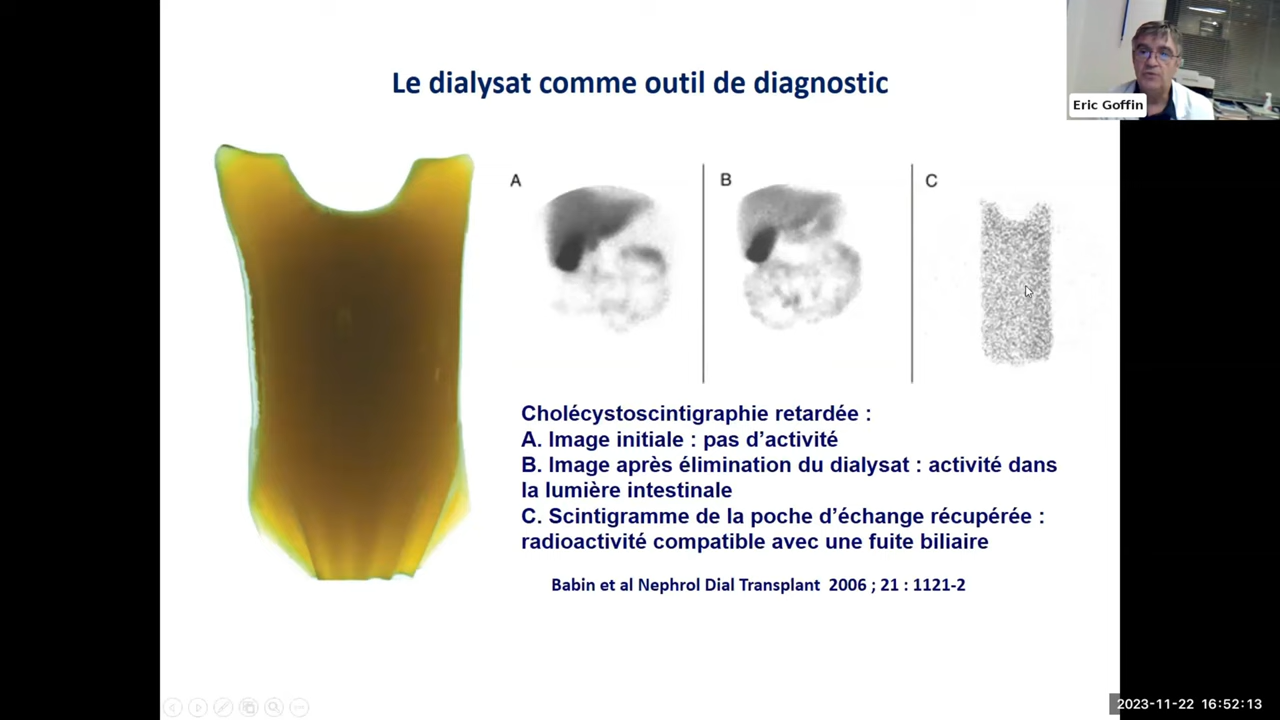 Le dialysat comme outil de diagnostic
Eric Goffin
A
B
C
Cholécystoscintigraphie retardée :
A. Image initiale : pas d’activité
B. Image après élimination du dialysat : activité dans
la lumière intestinale
C. Scintigramme de la poche d’échange récupérée :
radioactivité compatible avec une fuite biliaire
Babin et al Nephrol Dial Transplant 2006 ; 21 : 1121-2
2023-11-22 16:52:13